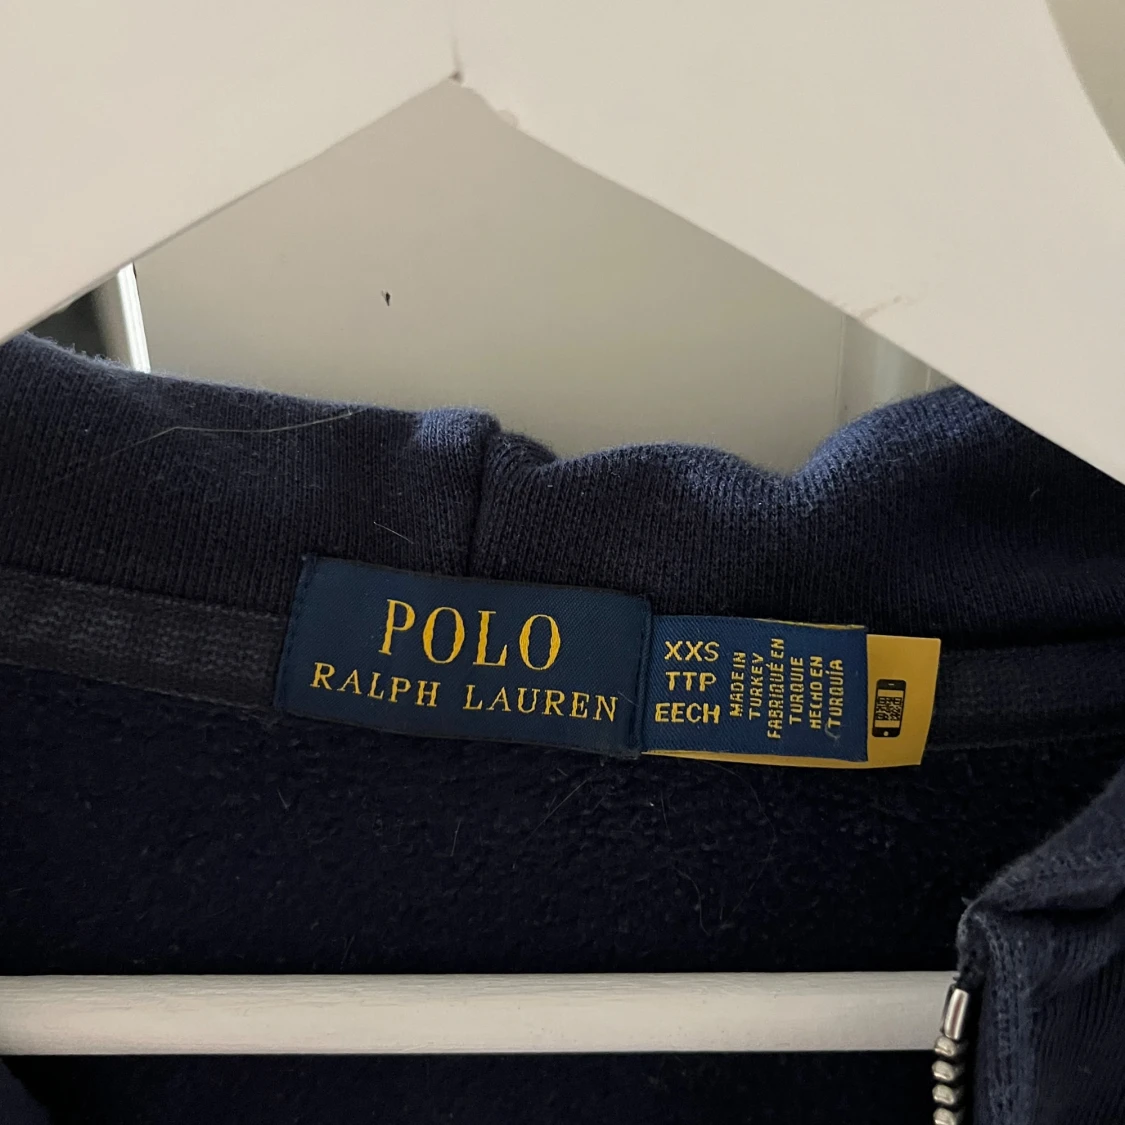 POLO
RALPH LAUREN
XXS
TTP
EECH
MADE IN
TURKEY
FABRIQUÉ EN
TURQUIE
HECHO EN
TURQUÍA